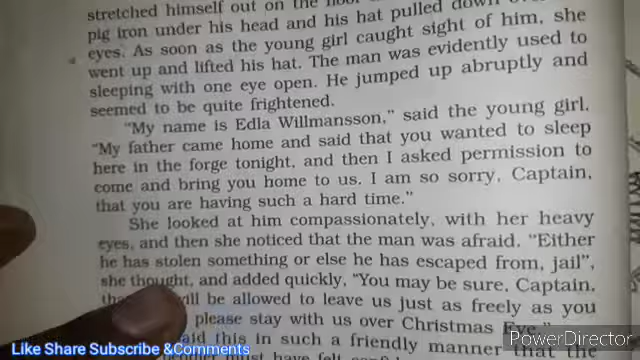 stretched himself out on the
pig iron under his head and his hat pulled down
eyes. As soon as the young girl caught sight of him, she
went up and lifted his hat. The man was evidently used to
sleeping with one eye open. He jumped up abruptly and
seemed to be quite frightened.
"My name is Edla Willmansson," said the young girl.
"My father came home and said that you wanted to sleep
here in the forge tonight, and then I asked permission to
come and bring you home to us. I am so sorry, Captain,
that you are having such a hard time."
She looked at him compassionately, with her heavy
eyes, and then she noticed that the man was afraid. "Either
he has stolen something or else he has escaped from, jail",
she thought, and added quickly, "You may be sure, Captain,
will be allowed to leave us just as freely as you
please stay with us over Christmas Eve."
said this in such a friendly manner that the
have felt
PowerDirector
Like Share Subscribe &Comments